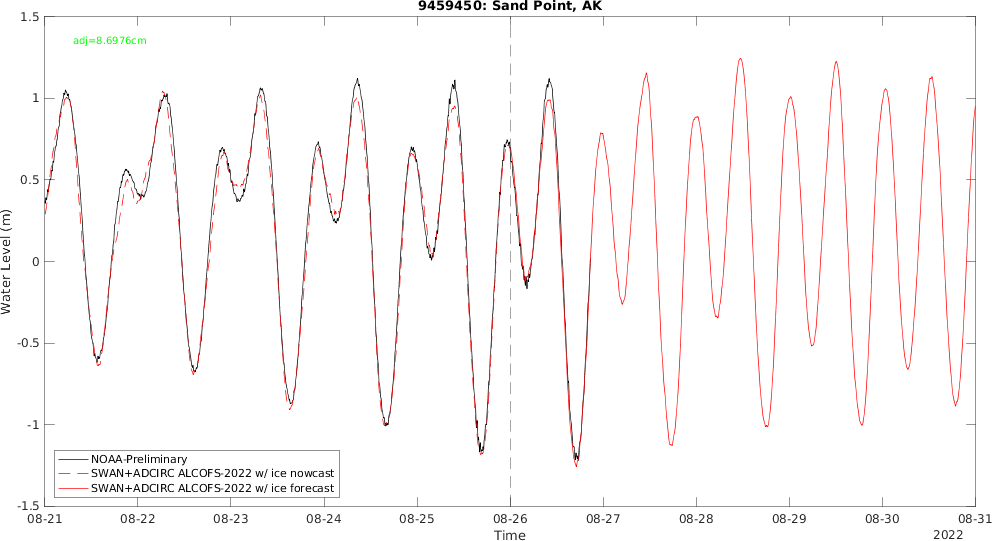 9459450: Sand Point, AK
adj=8.6976cm
1.5
1
0.5
0
-0.5
-1
-1.5
Water Level (m)
NOAA-Preliminary
SWAN+ADCIRC ALCOFS-2022 w/ ice nowcast
SWAN+ADCIRC ALCOFS-2022 w/ ice forecast
08-21 08-22 08-23 08-24 08-25 08-26 08-27 08-28 08-29 08-30 08-31
Time
2022